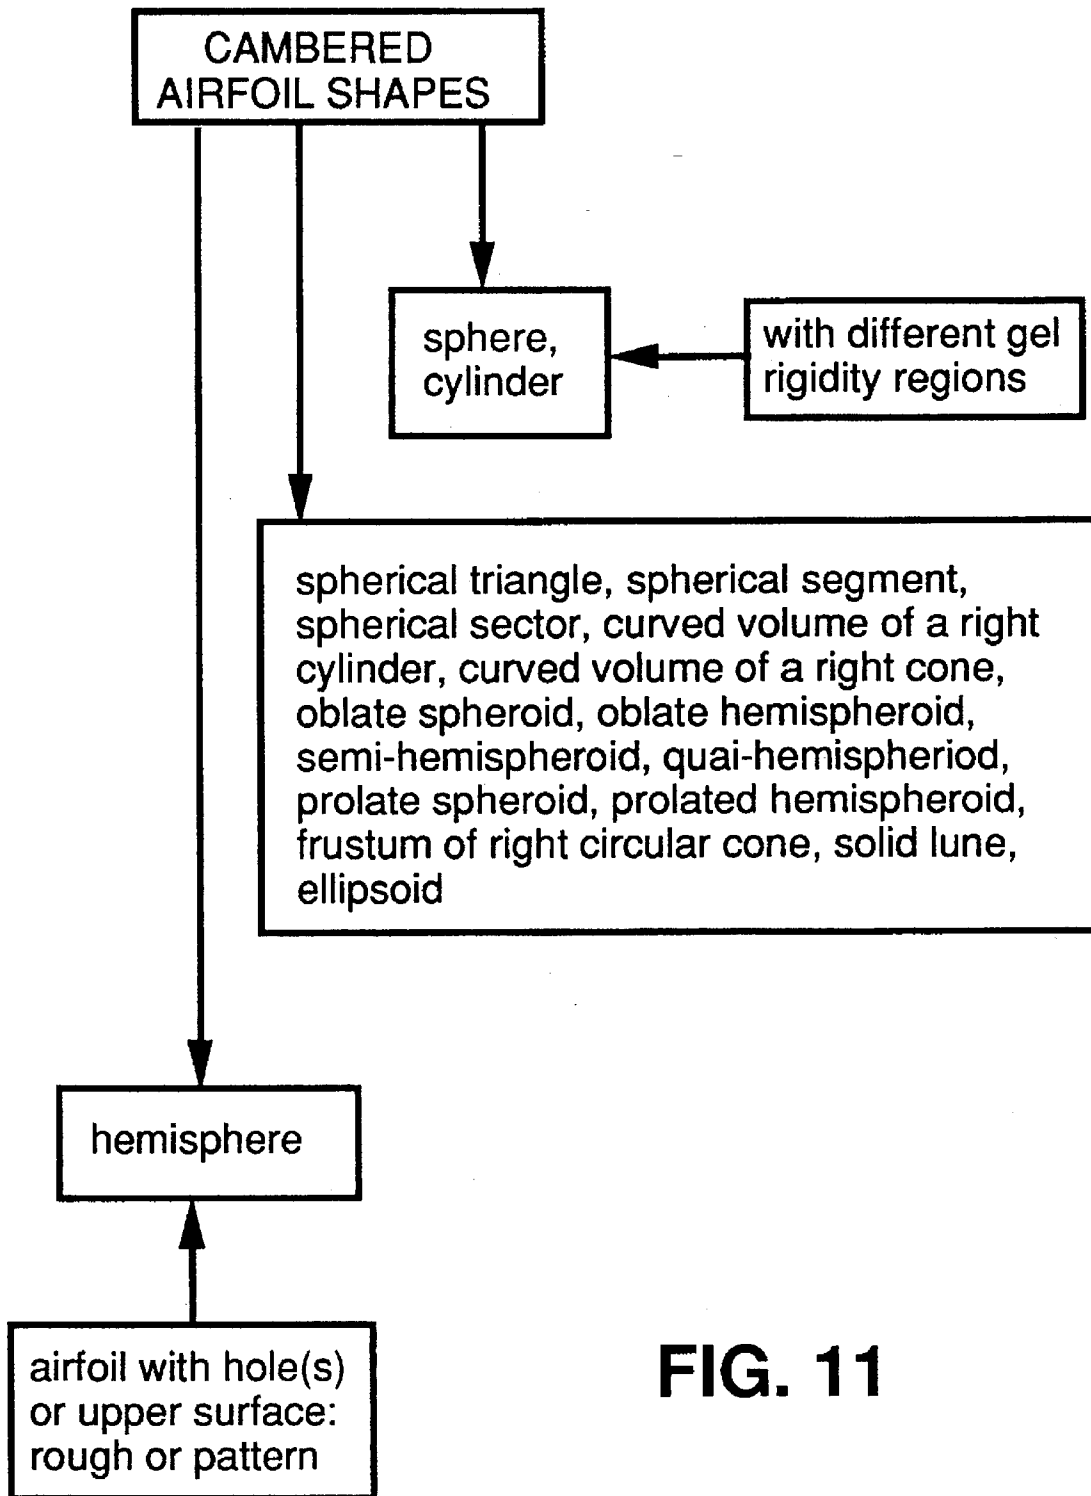 CAMBERED
AIRFOIL SHAPES
sphere,
cylinder
with different gel
rigidity regions
spherical triangle, spherical segment,
spherical sector, curved volume of a right
cylinder, curved volume of a right cone,
oblate spheroid, oblate hemispheroid,
semi-hemispheroid, quai-hemispheriod,
prolate spheroid, prolated hemispheroid,
frustum of right circular cone, solid lune,
ellipsoid
hemisphere
airfoil with hole(s)
or upper surface:
rough or pattern
FIG. 11